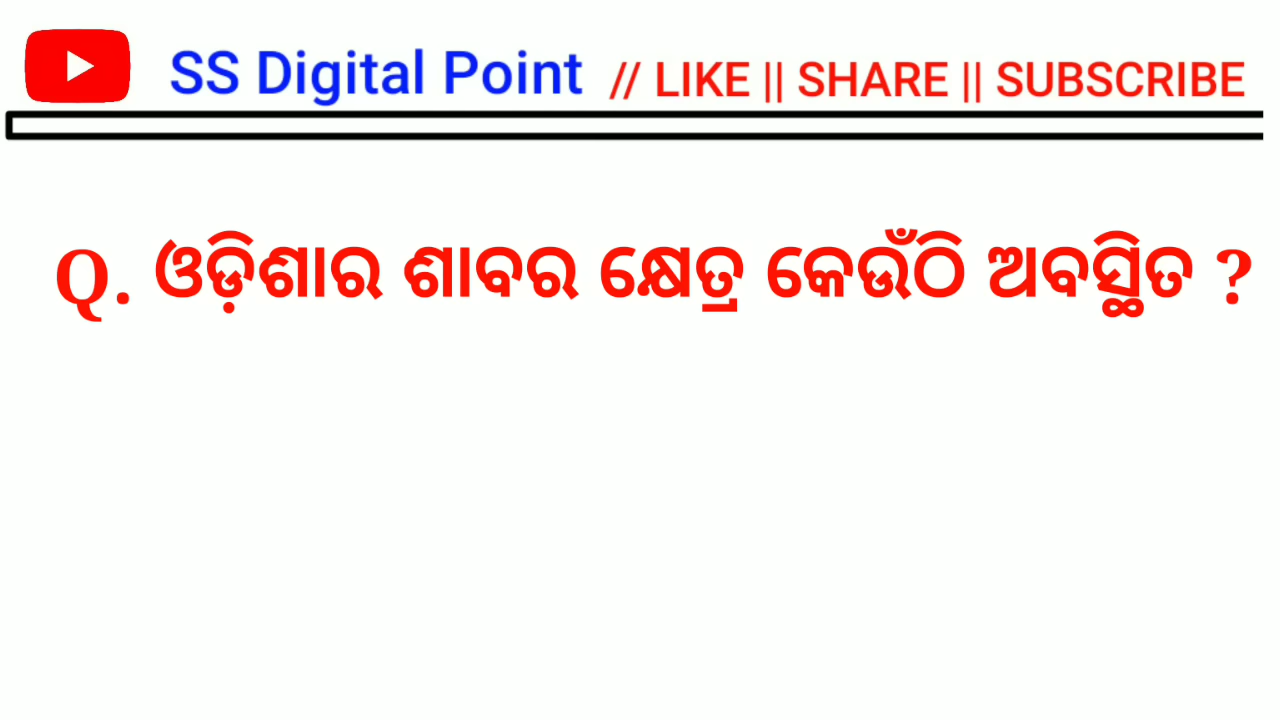 SS Digital Point // LIKE || SHARE || SUBSCRIBE
Q. ଓଡ଼ିଶାର ଶାବର କ୍ଷେତ୍ର କେଉଁଠି ଅବସ୍ଥିତ ?